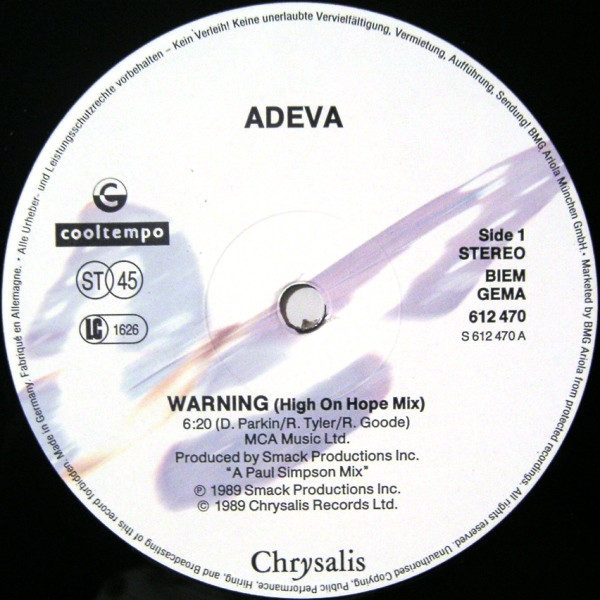 ADEVA
cooltempo
ST 45
LC 1626
Side 1
STEREO
BIEM
GEMA
612 470
S 612 470 A
WARNING (High On Hope Mix)
6:20 (D. Parkin/R. Tyler/R. Goode)
MCA Music Ltd.
Produced by Smack Productions Inc.
"A Paul Simpson Mix"
℗ 1989 Smack Productions Inc.
© 1989 Chrysalis Records Ltd.
Chrysalis
Made in Germany. Fabriqué en Allemagne. • Alle Urheber- und Leistungsschutzrechte vorbehalten – Kein Verleih! Keine unerlaubte Vervielfältigung, Vermietung, Aufführung, Sendung! BMG Ariola München GmbH. • Marketed by BMG Ariola from protected recordings. All rights reserved. Unauthorised Copying, Public Performance, Hiring, and Broadcasting of this record forbidden.